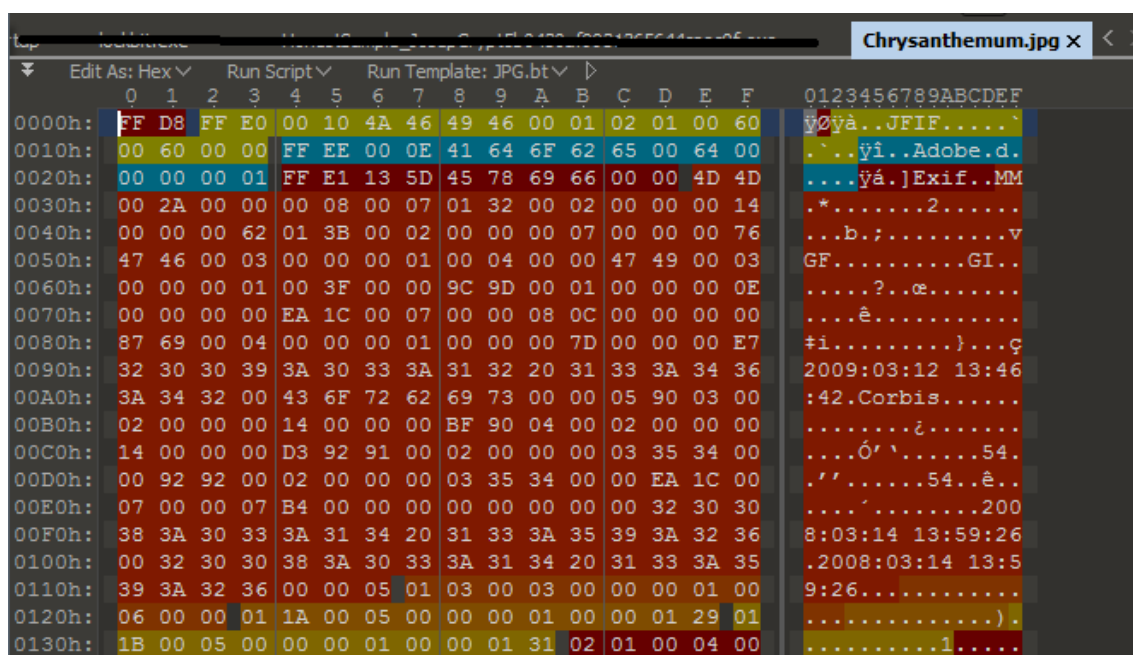 Chrysanthemum.jpg × <
Edit As: Hex Run Script Run Template: JPG.bt ▷
0 1 2 3 4 5 6 7 8 9 A B C D E F 0123456789ABCDEF
0000h: FF D8 FF E0 00 10 4A 46 49 46 00 01 02 01 00 60 ÿØÿà..JFIF.....`
0010h: 00 60 00 00 FF EE 00 0E 41 64 6F 62 65 00 64 00 .`..ÿî..Adobe.d.
0020h: 00 00 00 01 FF E1 13 5D 45 78 69 66 00 00 4D 4D ....ÿá.]Exif..MM
0030h: 00 2A 00 00 00 08 00 07 01 32 00 02 00 00 00 14 .*.......2......
0040h: 00 00 00 62 01 3B 00 02 00 00 00 07 00 00 00 76 ...b.;.........v
0050h: 47 46 00 03 00 00 00 01 00 04 00 00 47 49 00 03 GF..........GI..
0060h: 00 00 00 01 00 3F 00 00 9C 9D 00 01 00 00 00 0E .....?..œ.......
0070h: 00 00 00 00 EA 1C 00 07 00 00 08 0C 00 00 00 00 ....ê...........
0080h: 87 69 00 04 00 00 00 01 00 00 00 7D 00 00 00 E7 ‡i.........}...ç
0090h: 32 30 30 39 3A 30 33 3A 31 32 20 31 33 3A 34 36 2009:03:12 13:46
00A0h: 3A 34 32 00 43 6F 72 62 69 73 00 00 05 90 03 00 :42.Corbis......
00B0h: 02 00 00 00 14 00 00 00 BF 90 04 00 02 00 00 00 ........¿.......
00C0h: 14 00 00 00 D3 92 91 00 02 00 00 00 03 35 34 00 ....Ó’‘......54.
00D0h: 00 92 92 00 02 00 00 00 03 35 34 00 00 EA 1C 00 .’’......54..ê..
00E0h: 07 00 00 07 B4 00 00 00 00 00 00 00 00 32 30 30 ....´........200
00F0h: 38 3A 30 33 3A 31 34 20 31 33 3A 35 39 3A 32 36 8:03:14 13:59:26
0100h: 00 32 30 30 38 3A 30 33 3A 31 34 20 31 33 3A 35 .2008:03:14 13:5
0110h: 39 3A 32 36 00 00 05 01 03 00 03 00 00 00 01 00 9:26............
0120h: 06 00 00 01 1A 00 05 00 00 00 01 00 00 01 29 01 ..............).
0130h: 1B 00 05 00 00 00 01 00 00 01 31 02 01 00 04 00 ..........1.....